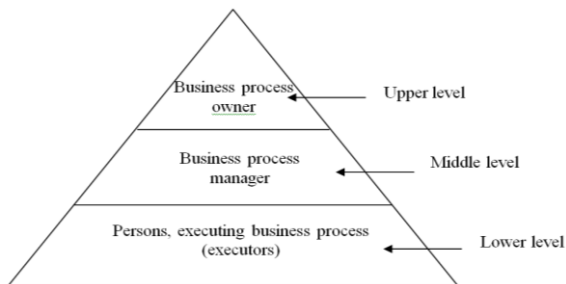 Business process
owner
Upper level
Business process
manager
Middle level
Persons, executing business process
(executors)
Lower level